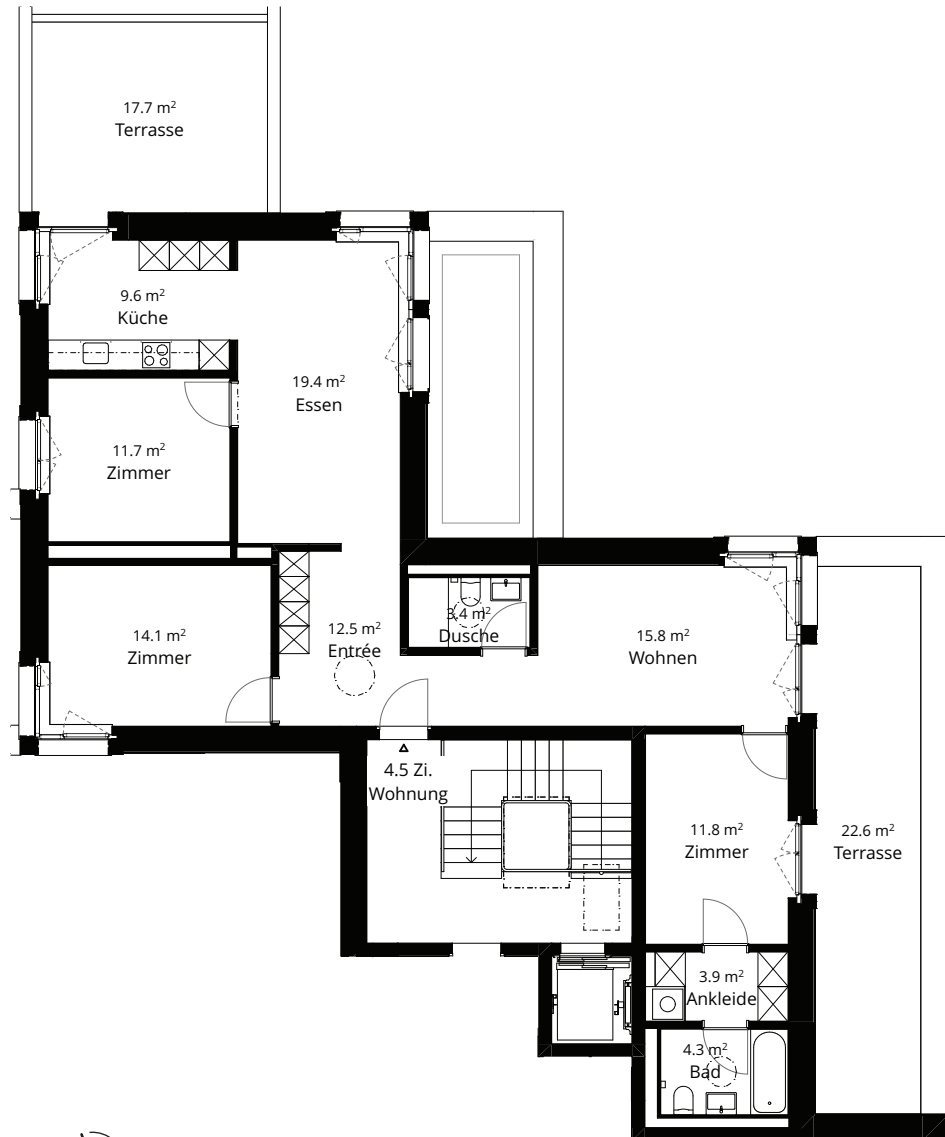 17.7 m²
Terrasse
9.6 m²
Küche
19.4 m²
Essen
11.7 m²
Zimmer
14.1 m²
Zimmer
12.5 m²
Entrée
3.4 m²
Dusche
15.8 m²
Wohnen
4.5 Zi.
Wohnung
11.8 m²
Zimmer
22.6 m²
Terrasse
3.9 m²
Ankleide
4.3 m²
Bad